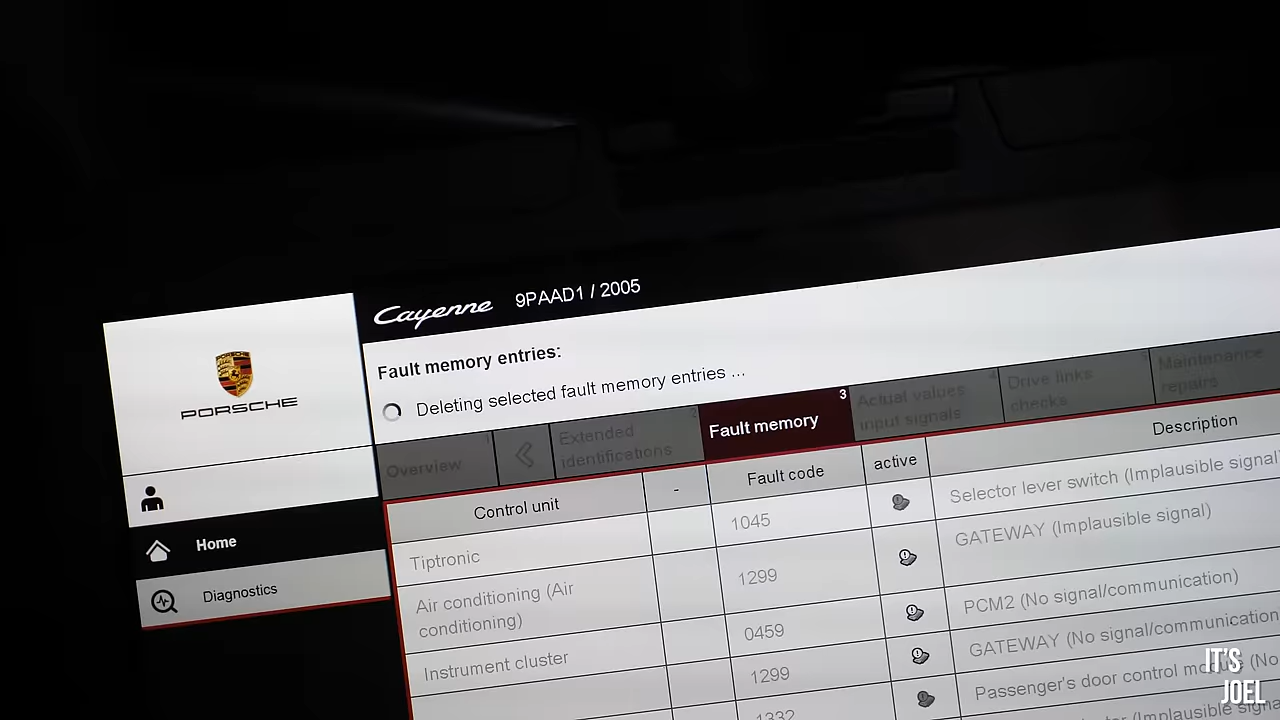 Cayenne 9PAAD1 / 2005
PORSCHE
Fault memory entries:
Deleting selected fault memory entries ...
Overview
Extended
identifications
Fault memory 3
Actual values
input signals
Drive links
checks
Maintenance
repairs
Home
Diagnostics
Control unit - Fault code active Description
Tiptronic 1045 Selector lever switch (Implausible signal
Air conditioning (Air
conditioning) 1299 GATEWAY (Implausible signal)
Instrument cluster 0459 PCM2 (No signal/communication)
1299 GATEWAY (No signal/communication
1332 Passenger's door control (No
IT'S
JOEL